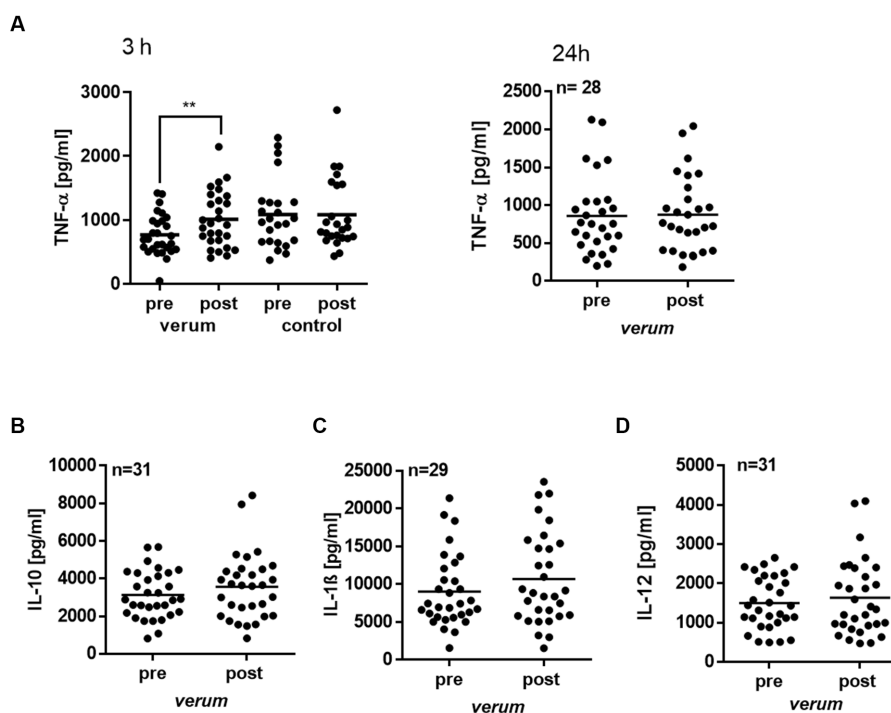 A
3 h
24h
3000
2000
1000
0
TNF-α [pg/ml]
**
pre post pre post
verum control
2500
2000
1500
1000
500
0
TNF-α [pg/ml]
n= 28
pre post
verum
B
10000
8000
6000
4000
2000
0
IL-10 [pg/ml]
n=31
pre post
verum
C
25000
20000
15000
10000
5000
0
IL-1ß [pg/ml]
n=29
pre post
verum
D
5000
4000
3000
2000
1000
0
IL-12 [pg/ml]
n=31
pre post
verum